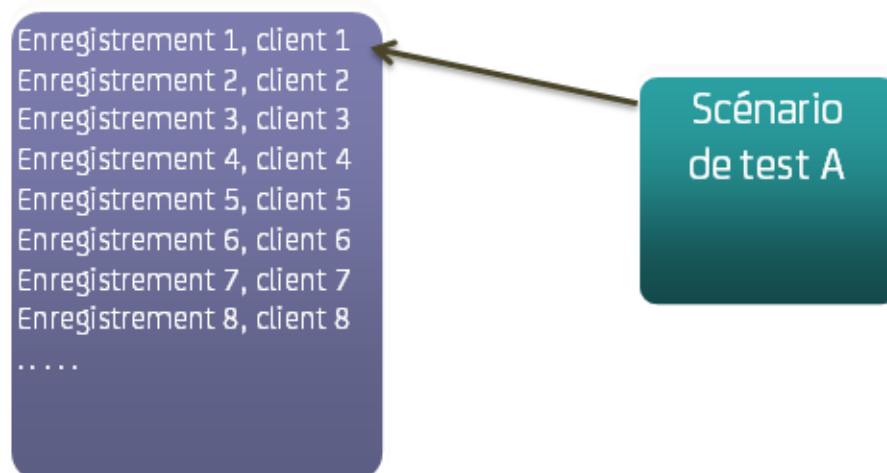 Enregistrement 1, client 1
Enregistrement 2, client 2
Enregistrement 3, client 3
Enregistrement 4, client 4
Enregistrement 5, client 5
Enregistrement 6, client 6
Enregistrement 7, client 7
Enregistrement 8, client 8
.....
Scénario
de test A